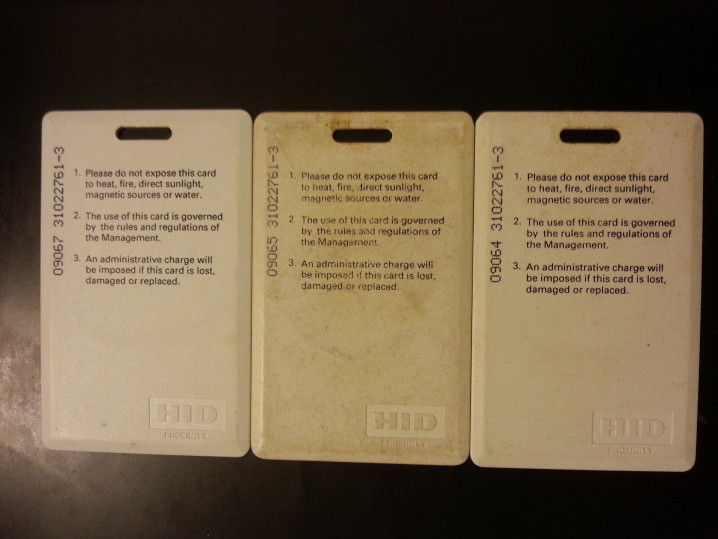 09067 31022761-3
1. Please do not expose this card
to heat, fire, direct sunlight,
magnetic sources or water.
2. The use of this card is governed
by the rules and regulations of
the Management.
3. An administrative charge will
be imposed if this card is lost,
damaged or replaced.
HID
PROXIMITY
09065 31022761-3
1. Please do not expose this card
to heat, fire, direct sunlight,
magnetic sources or water.
2. The use of this card is governed
by the rules and regulations of
the Management.
3. An administrative charge will
be imposed if this card is lost,
damaged or replaced.
HID
PROXIMITY
09064 31022761-3
1. Please do not expose this card
to heat, fire, direct sunlight,
magnetic sources or water.
2. The use of this card is governed
by the rules and regulations of
the Management.
3. An administrative charge will
be imposed if this card is lost,
damaged or replaced.
HID
PROXIMITY